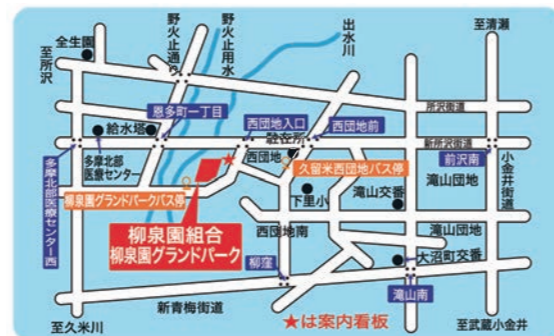 至清瀬
全生園
至所沢
野火止通り
野火止用水
出水川
恩多町一丁目
所沢街道
給水塔
西団地入口
駐在所
西団地前
新所沢街道
多摩北部
医療センター
西団地
久留米西団地バス停
前沢南
小金井街道
滝山団地
多摩北部医療センター西
柳泉園グランドパークバス停
下里小
滝山交番
柳泉園組合
柳泉園グランドパーク
西団地南
滝山団地
柳窪
大沼町交番
新青梅街道
滝山南
至久米川
★は案内看板
至武蔵小金井